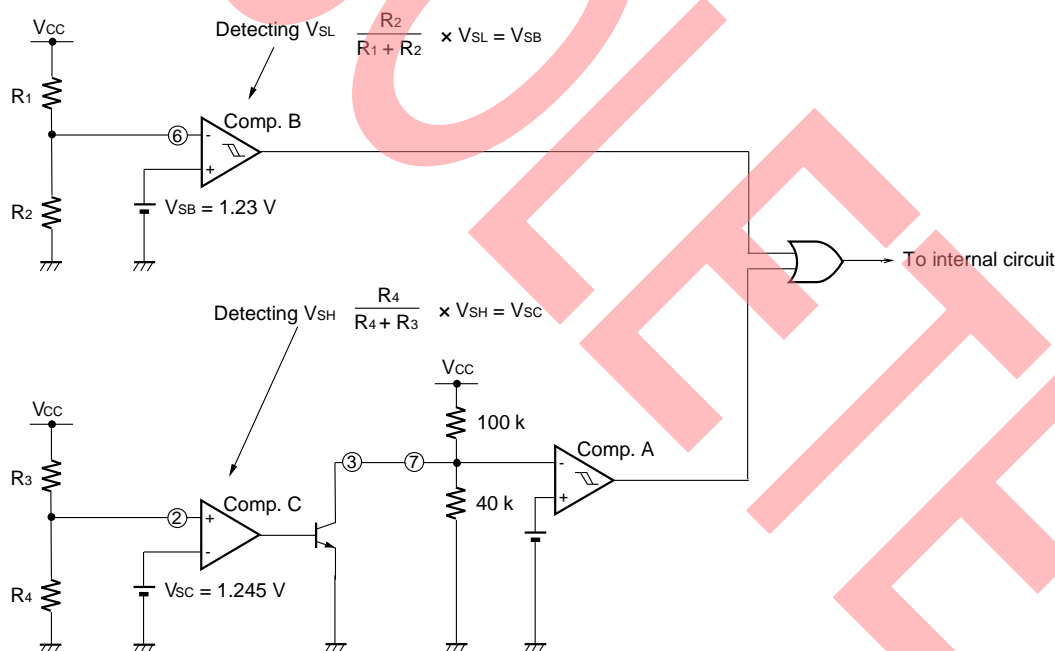 VCC
Detecting VSL R2 / R1 + R2 × VSL = VSB
R1
6
-
Comp. B
+
R2
VSB = 1.23 V
To internal circuit
Detecting VSH R4 / R4 + R3 × VSH = VSC
VCC
VCC
100 k
R3
3
7
-
Comp. A
40 k
+
2
+
Comp. C
-
R4
VSC = 1.245 V